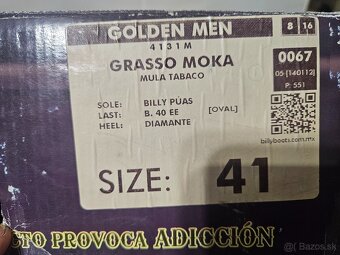 GOLDEN MEN
8 16
4131M
GRASSO MOKA
MULA TABACO
0067
05 [140112]
P. 551
SOLE: BILLY PÚAS
LAST: B. 40 EE [OVAL]
HEEL: DIAMANTE
billyboots.com.mx
SIZE: 41
PROVOCA ADICCIÓN
Bazos.sk